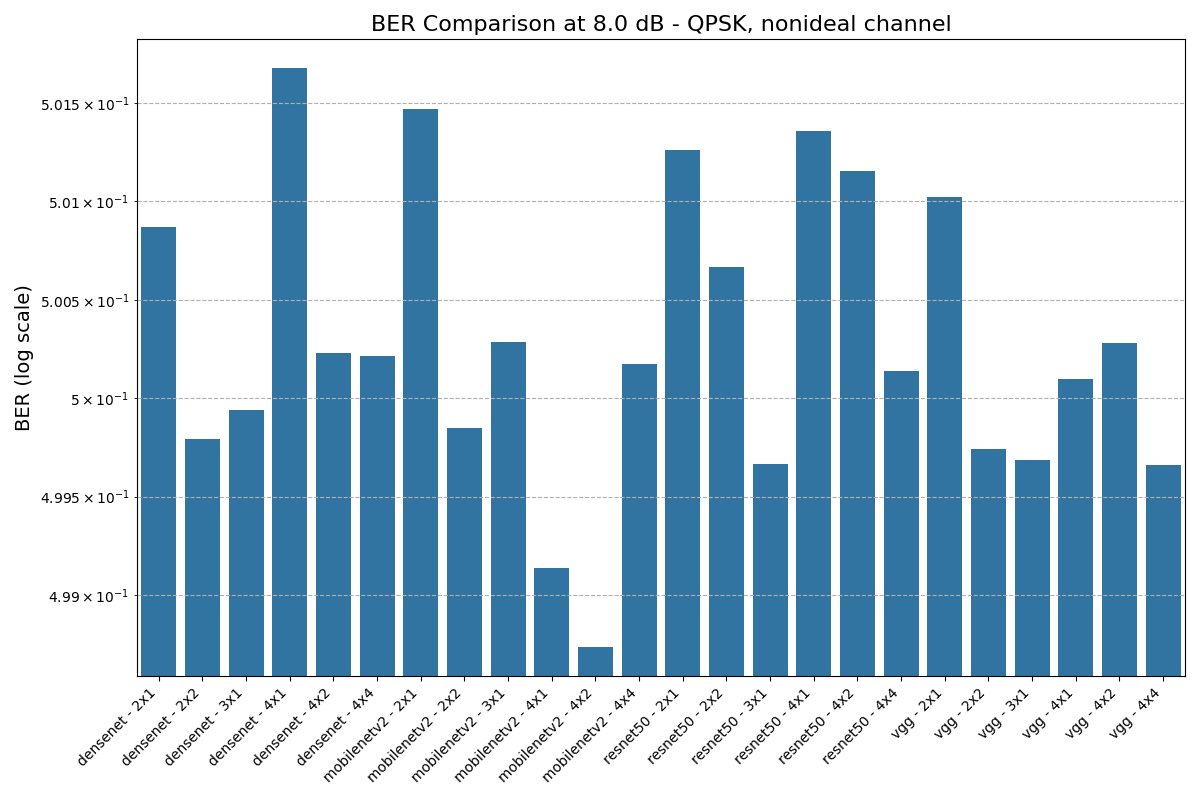 BER Comparison at 8.0 dB - QPSK, nonideal channel
BER (log scale)
5.015 × 10⁻¹
5.01 × 10⁻¹
5.005 × 10⁻¹
5 × 10⁻¹
4.995 × 10⁻¹
4.99 × 10⁻¹
densenet - 2x1
densenet - 2x2
densenet - 3x1
densenet - 4x1
densenet - 4x2
densenet - 4x4
mobilenetv2 - 2x1
mobilenetv2 - 2x2
mobilenetv2 - 3x1
mobilenetv2 - 4x1
mobilenetv2 - 4x2
mobilenetv2 - 4x4
resnet50 - 2x1
resnet50 - 2x2
resnet50 - 3x1
resnet50 - 4x1
resnet50 - 4x2
resnet50 - 4x4
vgg - 2x1
vgg - 2x2
vgg - 3x1
vgg - 4x1
vgg - 4x2
vgg - 4x4